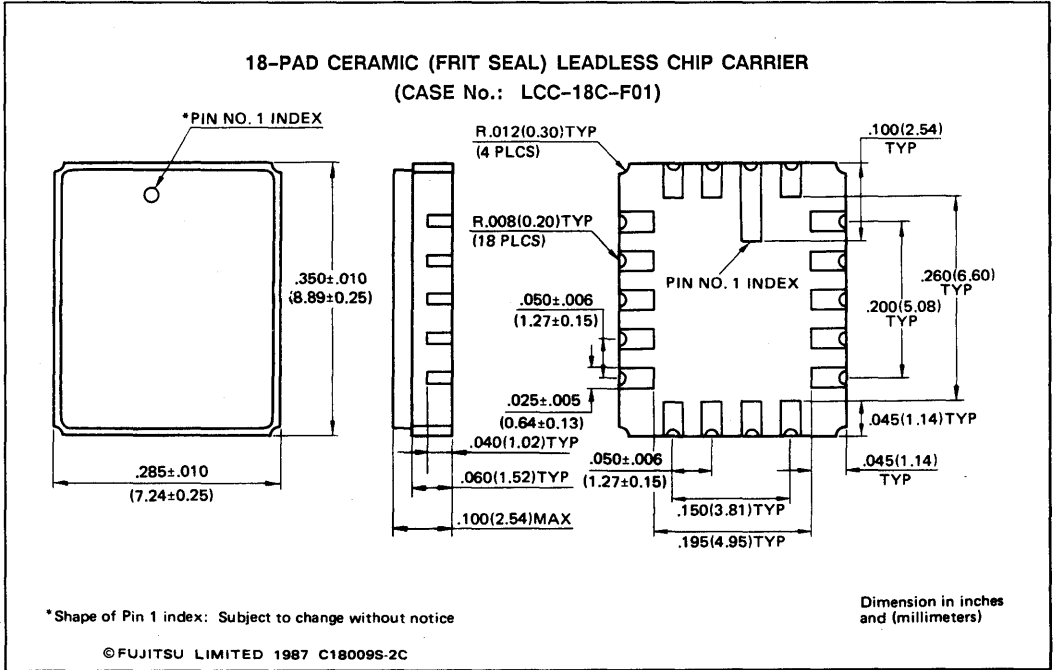 18-PAD CERAMIC (FRIT SEAL) LEADLESS CHIP CARRIER
(CASE No.: LCC-18C-F01)
*PIN NO. 1 INDEX
R.012(0.30)TYP
(4 PLCS)
.100(2.54)
TYP
R.008(0.20)TYP
(18 PLCS)
PIN NO. 1 INDEX
.350±.010
(8.89±0.25)
.260(6.60)
TYP
.200(5.08)
TYP
.050±.006
(1.27±0.15)
.025±.005
(0.64±0.13)
.040(1.02)TYP
.045(1.14)TYP
.285±.010
(7.24±0.25)
.060(1.52)TYP
.050±.006
(1.27±0.15)
.045(1.14)
TYP
.100(2.54)MAX
.150(3.81)TYP
.195(4.95)TYP
*Shape of Pin 1 index: Subject to change without notice
Dimension in inches
and (millimeters)
©FUJITSU LIMITED 1987 C18009S-2C